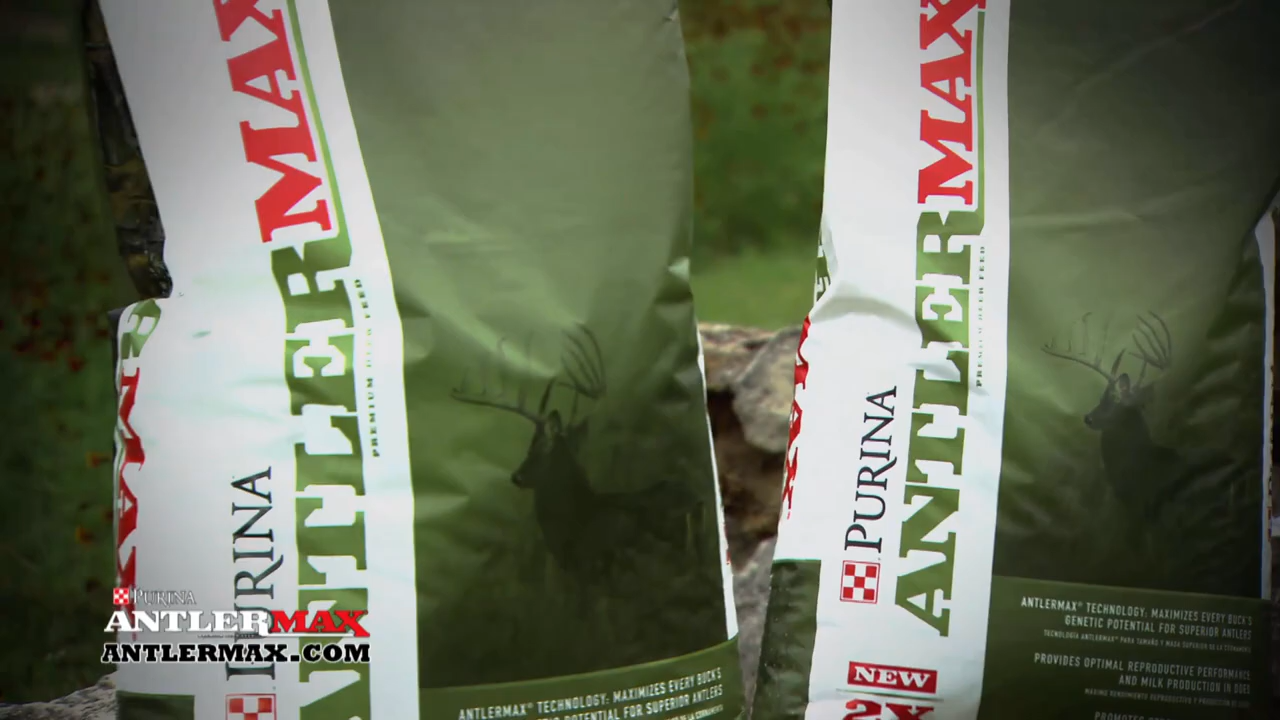 ANTLERMAX
PREMIUM DEER FEED
PURINA
ANTLERMAX® TECHNOLOGY: MAXIMIZES EVERY BUCK'S
GENETIC POTENTIAL FOR SUPERIOR ANTLERS
ANTLERMAX
PREMIUM DEER FEED
PURINA
NEW
2X
ANTLERMAX® TECHNOLOGY: MAXIMIZES EVERY BUCK'S
GENETIC POTENTIAL FOR SUPERIOR ANTLERS
PROVIDES OPTIMAL REPRODUCTIVE PERFORMANCE
AND MILK PRODUCTION IN DOES
PURINA
ANTLERMAX
ANTLERMAX.COM